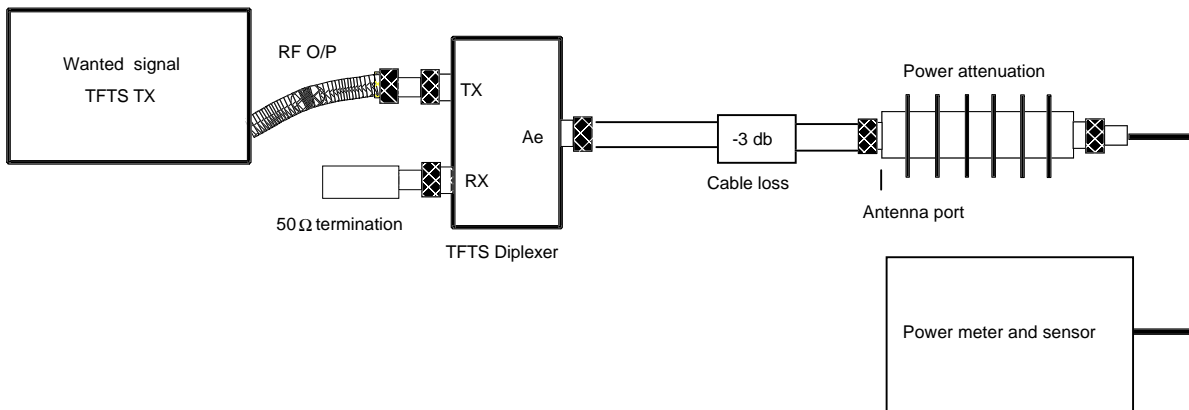 Wanted signal
TFTS TX
RF O/P
TX
Ae
RX
50Ω termination
TFTS Diplexer
-3 db
Cable loss
Power attenuation
Antenna port
Power meter and sensor